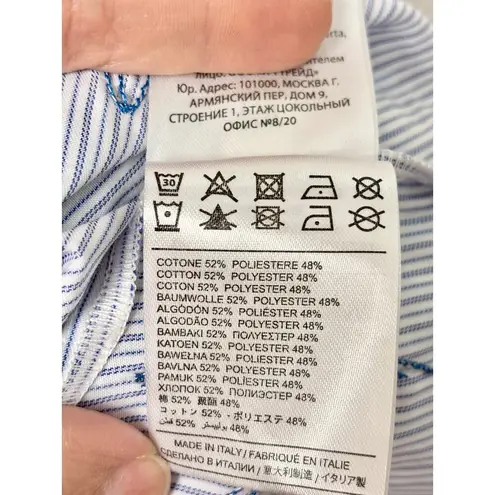 ЮР. Адрес: 101000, МОСКВА Г.
АРМЯНСКИЙ ПЕР, ДОМ 9,
СТРОЕНИЕ 1, ЭТАЖ ЦОКОЛЬНЫЙ
ОФИС №8/20
30
COTONE 52% POLIESTERE 48%
COTTON 52% POLYESTER 48%
COTON 52% POLYESTER 48%
BAUMWOLLE 52% POLYESTER 48%
ALGODÓN 52% POLIÉSTER 48%
ALGODÃO 52% POLIÉSTER 48%
BAMBAKI 52% ΠΟΛΥΕΣΤΕΡ 48%
KATOEN 52% POLYESTER 48%
BAWEŁNA 52% POLYESTER 48%
BAVLNA 52% POLYESTER 48%
PAMUK 52% POLİESTER 48%
ХЛОПОК 52% ПОЛИЭСТЕР 48%
棉 52% 聚酯 48%
コットン 52% - ポリエステル 48%
قطن 52% بوليستر 48%
MADE IN ITALY / FABRIQUÉ EN ITALIE /
СДЕЛАНО В ИТАЛИИ / 意大利制造 / イタリア製